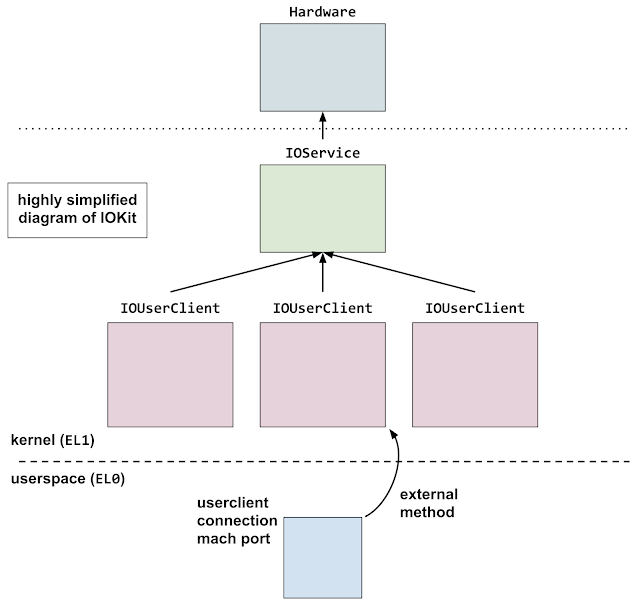 Hardware
IOService
highly simplified
diagram of IOKit
IOUserClient
IOUserClient
IOUserClient
kernel (EL1)
userspace (EL0)
userclient
connection
mach port
external
method